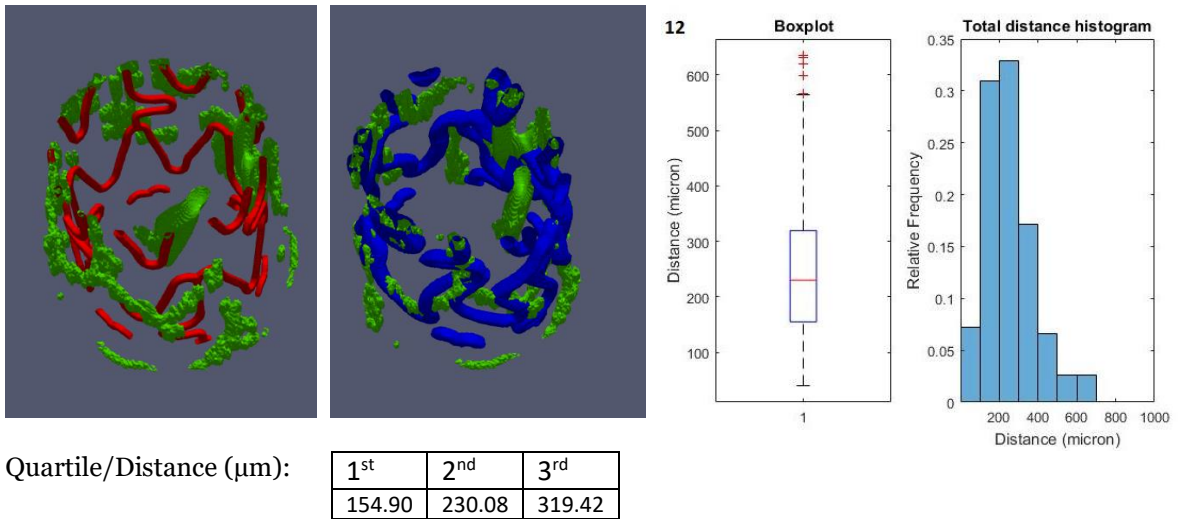 12
Boxplot
Distance (micron)
600
500
400
300
200
100
1
Total distance histogram
Relative Frequency
0.35
0.3
0.25
0.2
0.15
0.1
0.05
0
200 400 600 800 1000
Distance (micron)
Quartile/Distance (µm):
1st 2nd 3rd
154.90 230.08 319.42